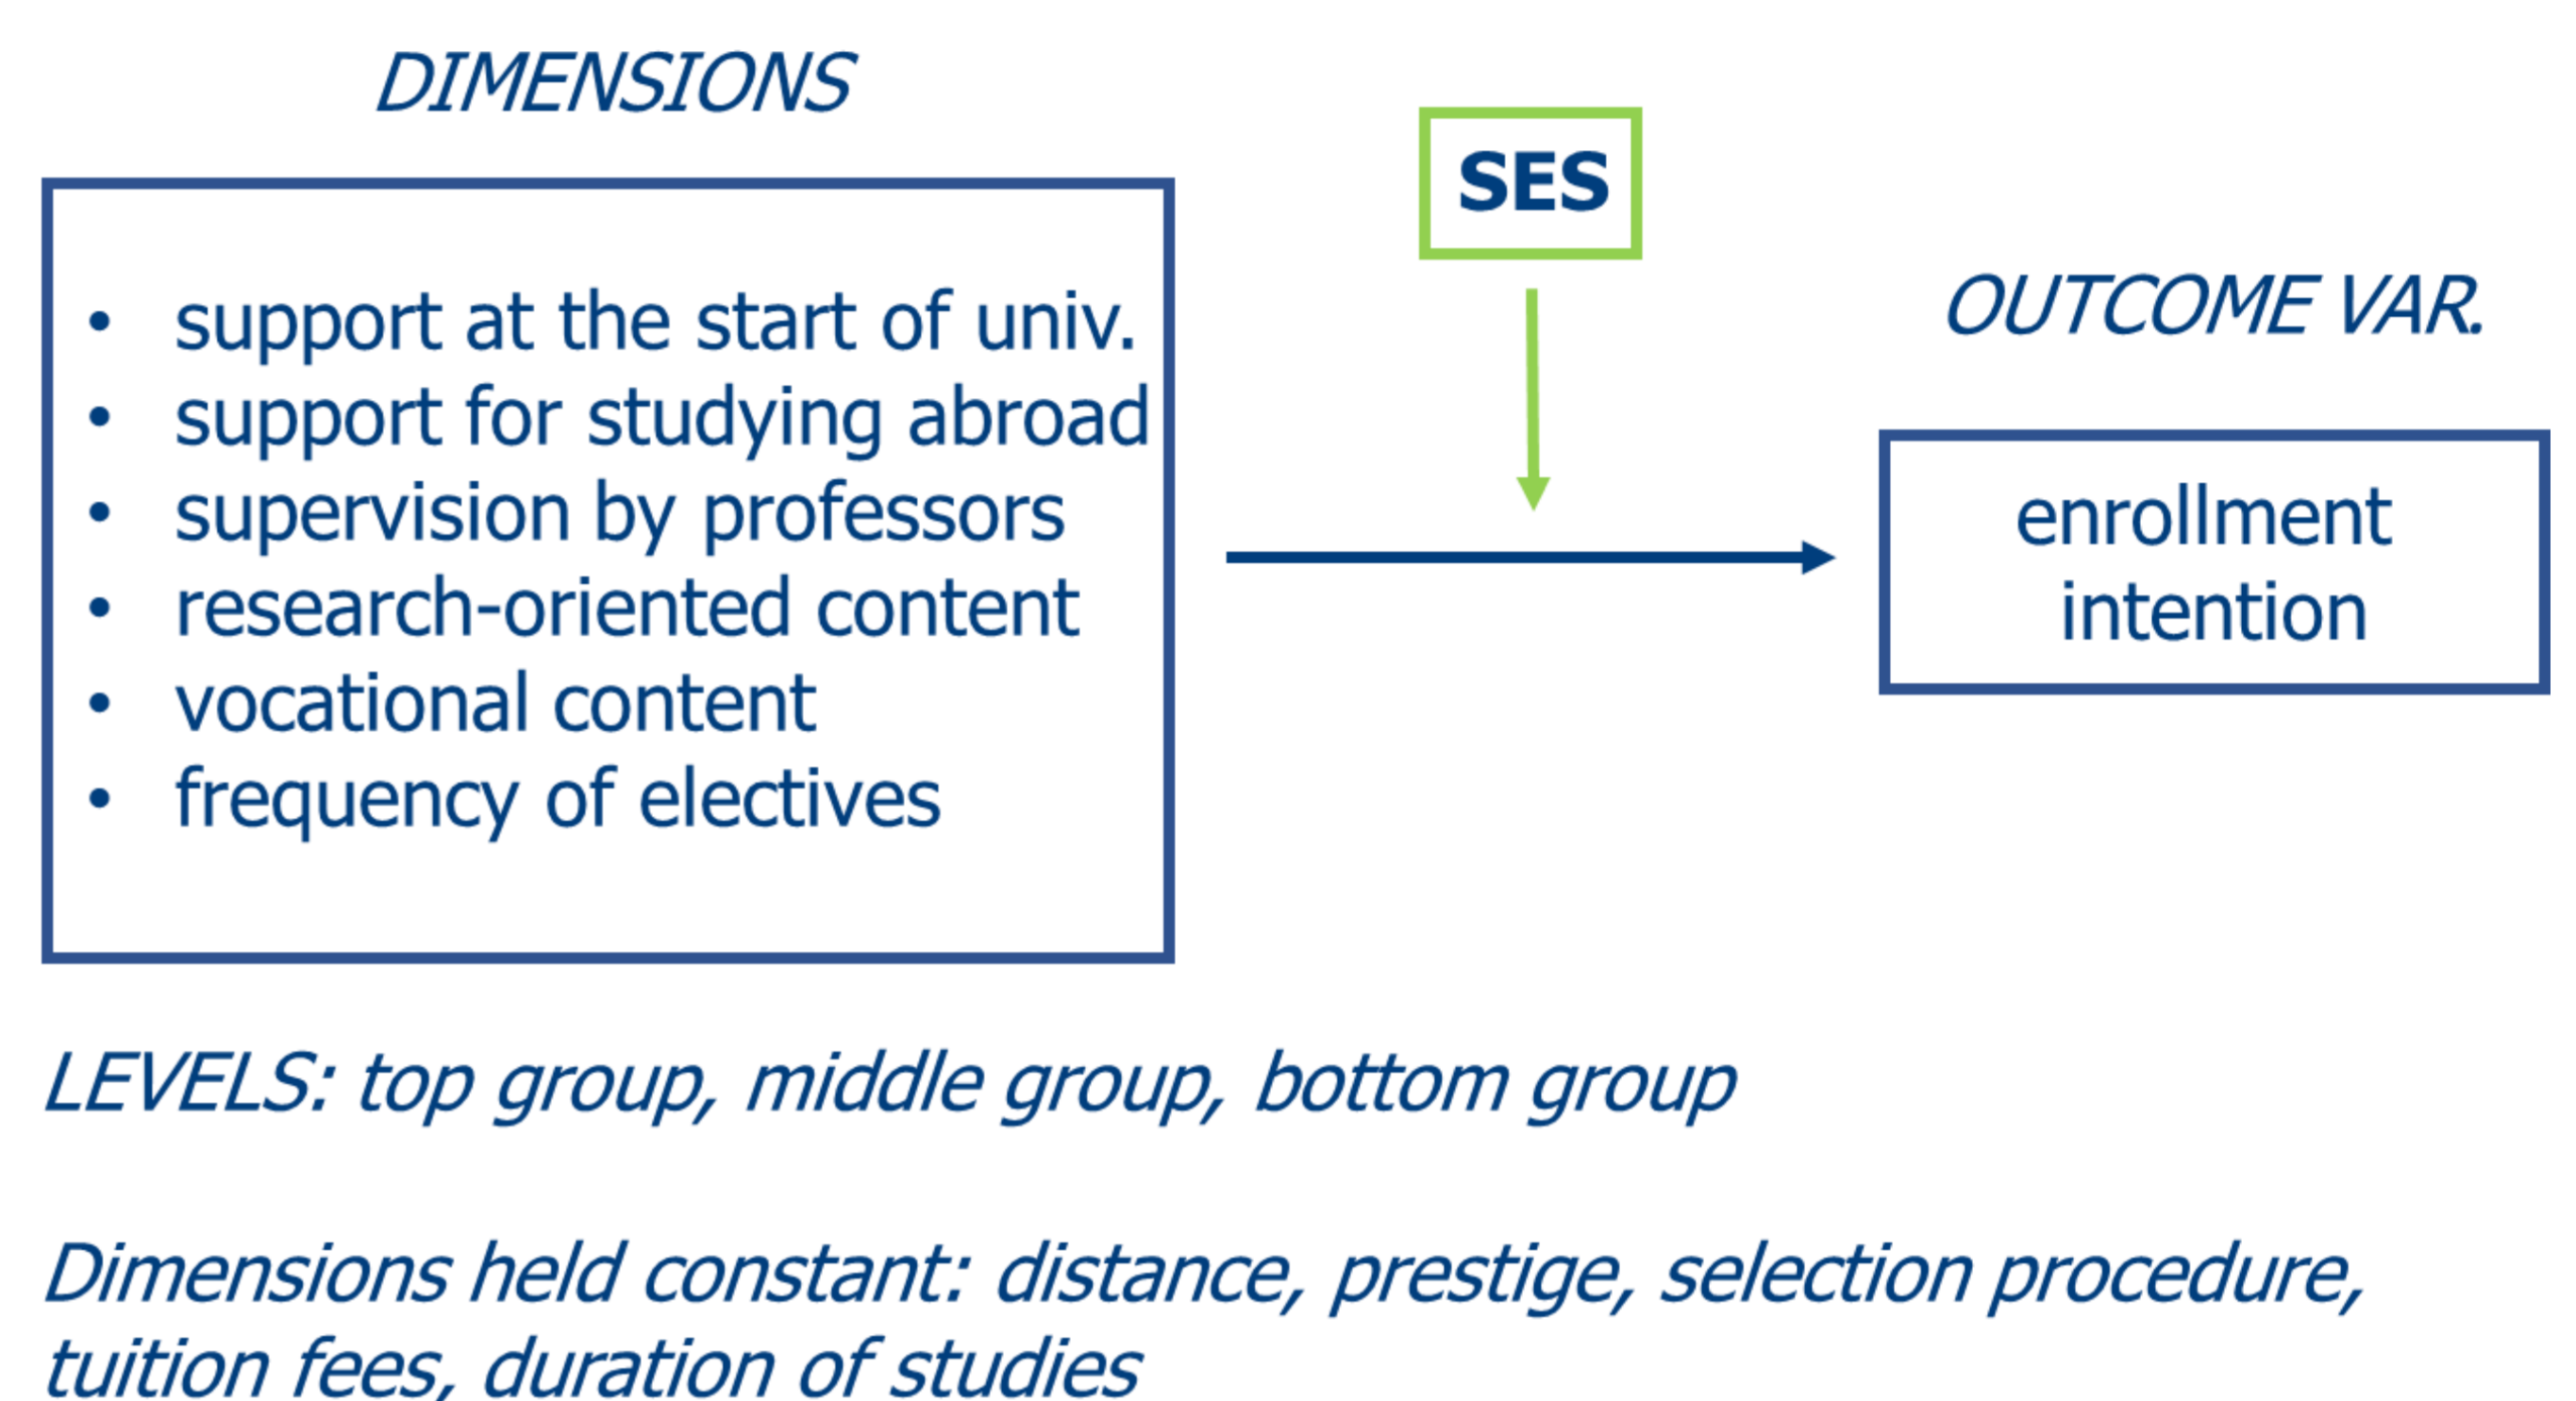 DIMENSIONS
• support at the start of univ.
• support for studying abroad
• supervision by professors
• research-oriented content
• vocational content
• frequency of electives
SES
OUTCOME VAR.
enrollment
intention
LEVELS: top group, middle group, bottom group
Dimensions held constant: distance, prestige, selection procedure,
tuition fees, duration of studies